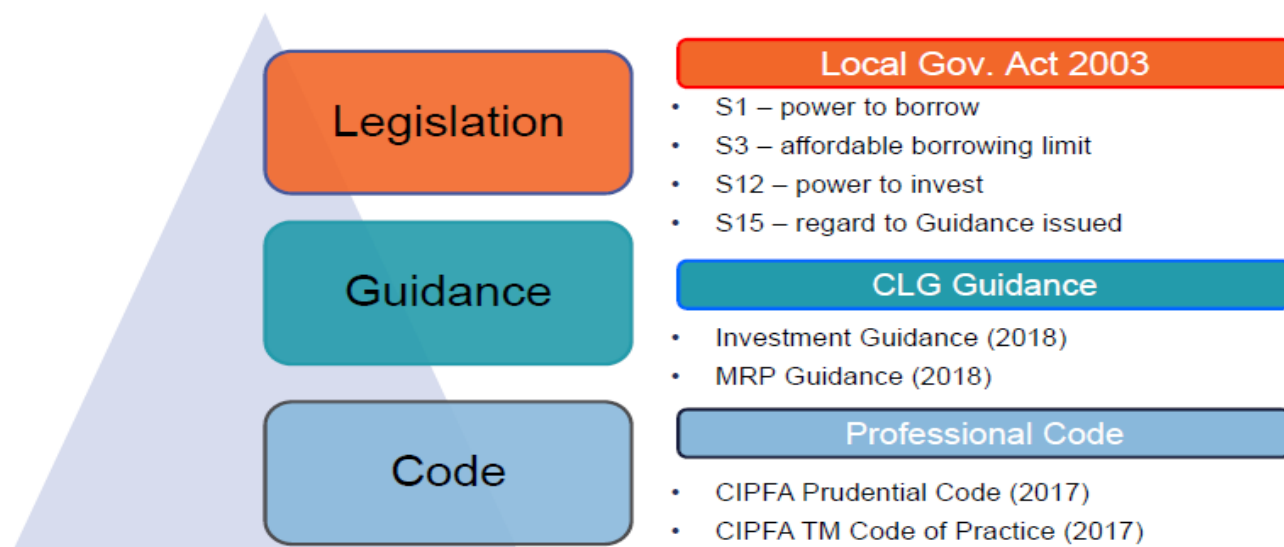 Legislation
Local Gov. Act 2003
• S1 – power to borrow
• S3 – affordable borrowing limit
• S12 – power to invest
• S15 – regard to Guidance issued
Guidance
CLG Guidance
• Investment Guidance (2018)
• MRP Guidance (2018)
Code
Professional Code
• CIPFA Prudential Code (2017)
• CIPFA TM Code of Practice (2017)